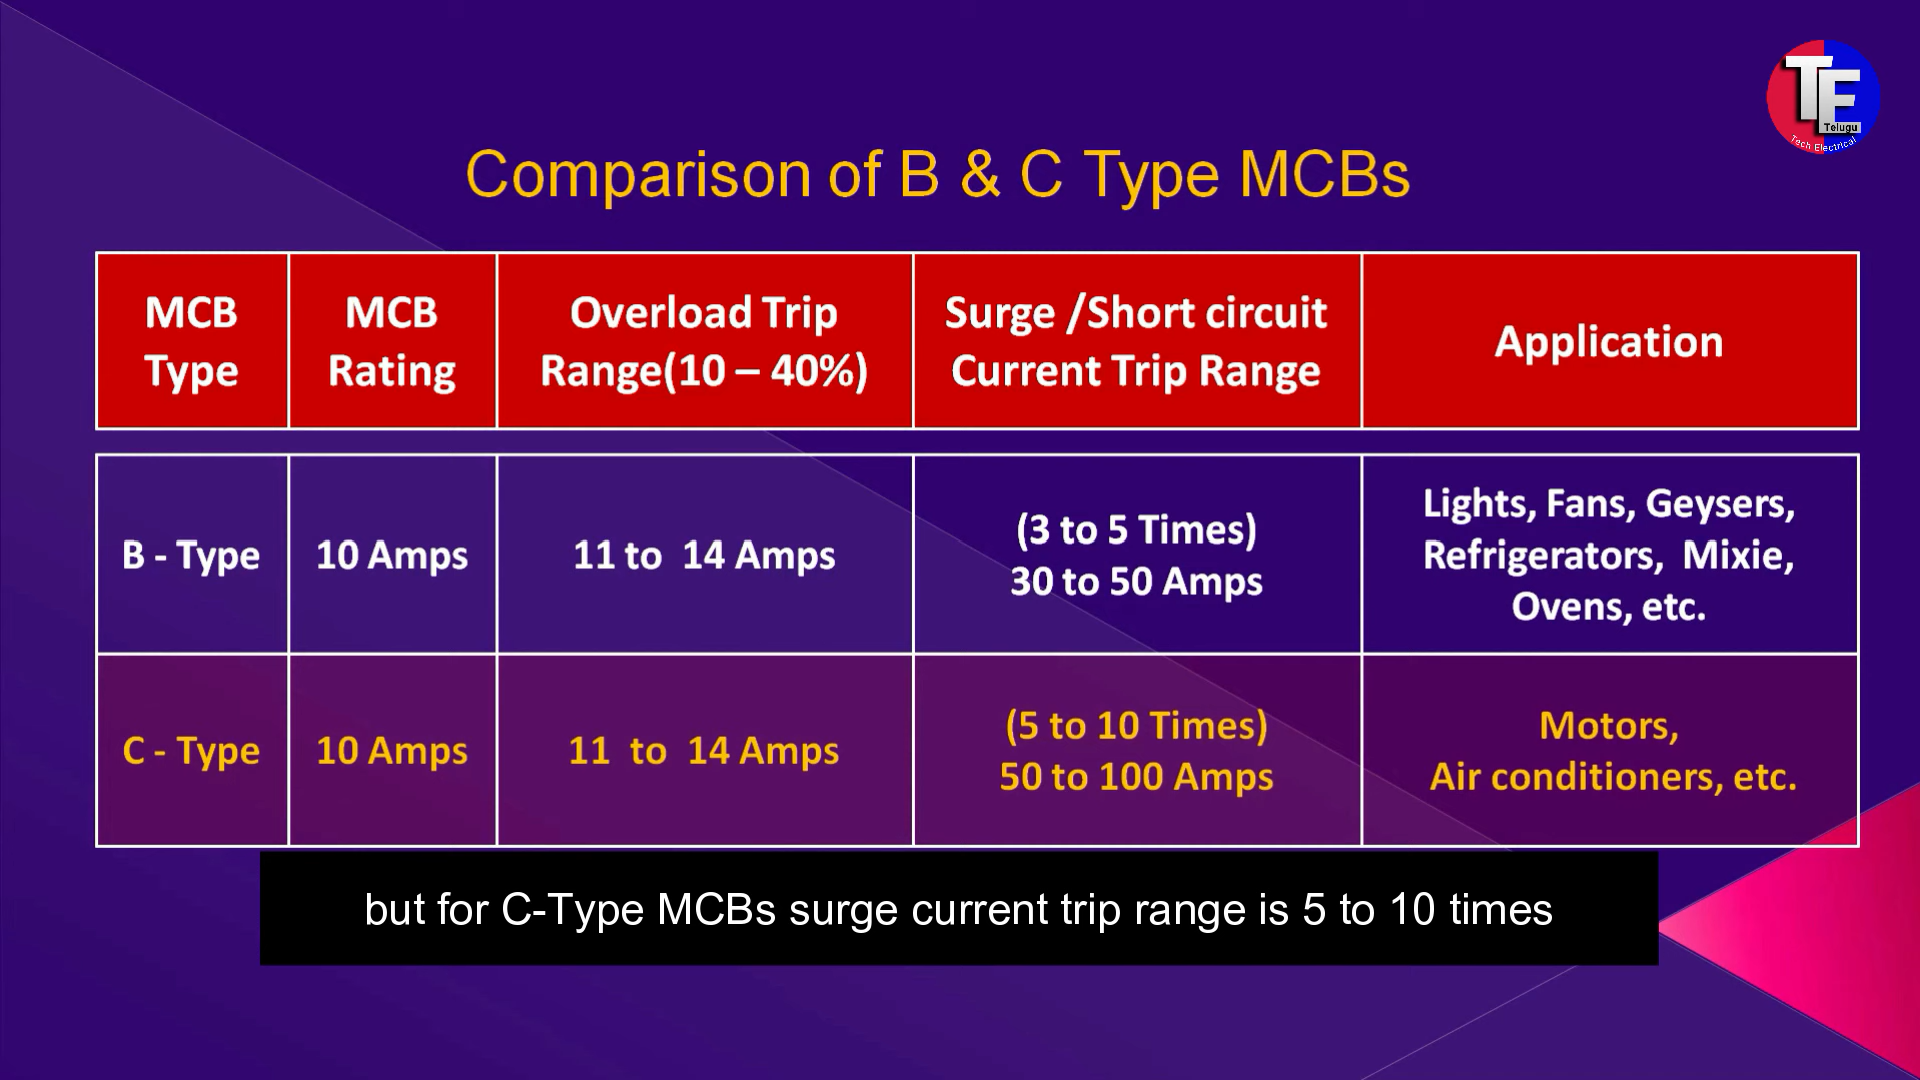 TE
Telugu
Tech Electrical
Comparison of B & C Type MCBs
MCB Type
MCB Rating
Overload Trip Range(10 – 40%)
Surge /Short circuit Current Trip Range
Application
B - Type
10 Amps
11 to 14 Amps
(3 to 5 Times)
30 to 50 Amps
Lights, Fans, Geysers,
Refrigerators, Mixie,
Ovens, etc.
C - Type
10 Amps
11 to 14 Amps
(5 to 10 Times)
50 to 100 Amps
Motors,
Air conditioners, etc.
but for C-Type MCBs surge current trip range is 5 to 10 times